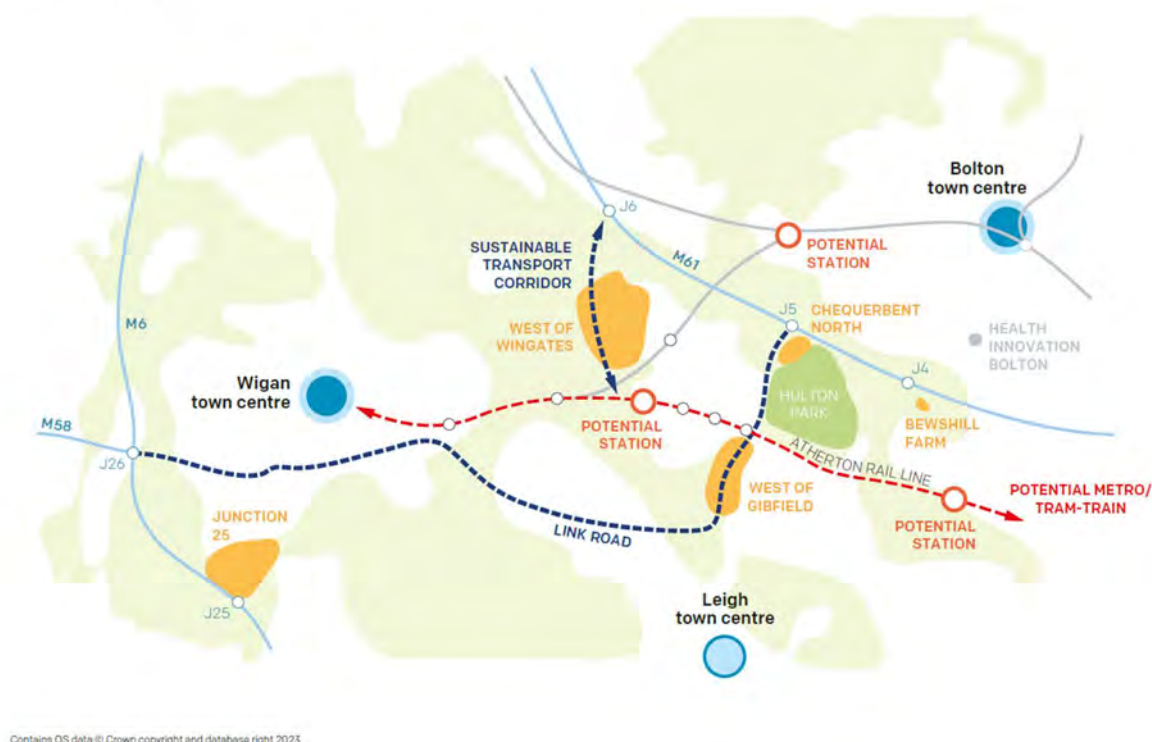 Bolton
town centre
J6
SUSTAINABLE
TRANSPORT
CORRIDOR
M61
POTENTIAL
STATION
J5
CHEQUERBENT
NORTH
M6
WEST OF
WINGATES
HEALTH
INNOVATION
BOLTON
J4
Wigan
town centre
HULTON
PARK
BEWSHILL
FARM
M58
POTENTIAL
STATION
J26
ATHERTON RAIL LINE
WEST OF
GIBFIELD
POTENTIAL METRO/
TRAM-TRAIN
JUNCTION
25
LINK ROAD
POTENTIAL
STATION
J25
Leigh
town centre
Contains OS data © Crown copyright and database right 2023